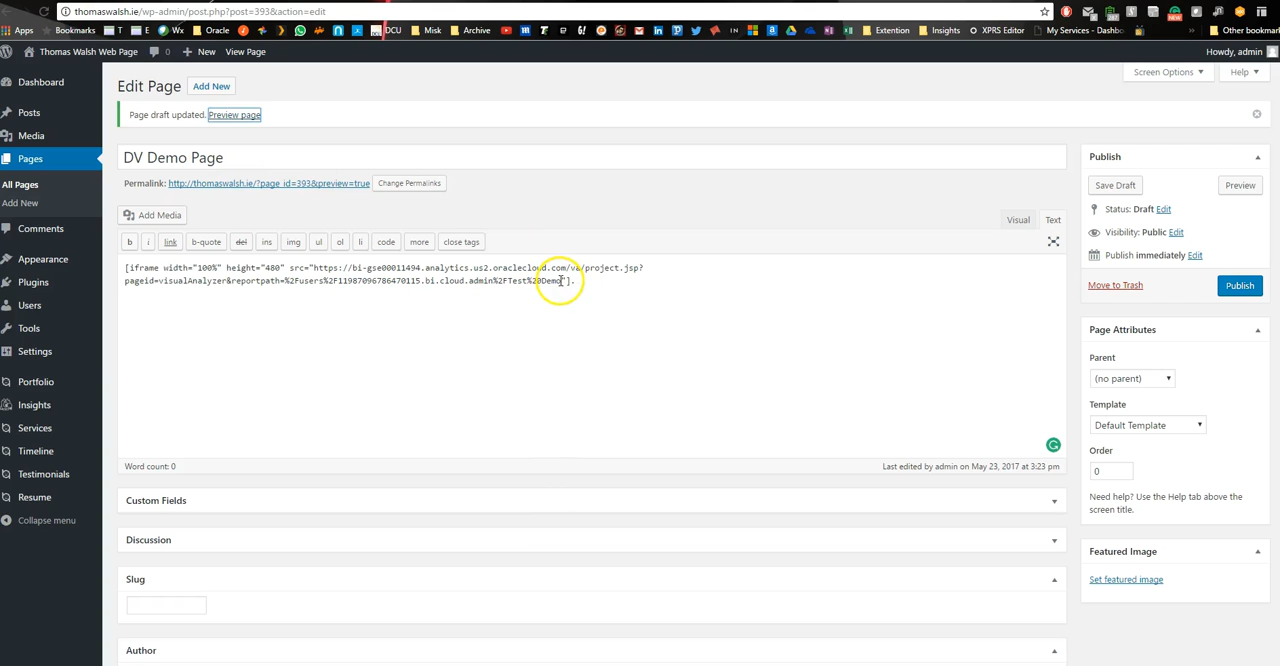 thomaswalsh.ie/wp-admin/post.php?post=393&action=edit
Apps Bookmarks T E Oracle Wx DCU Misk Archive Extention Insights XPRS Editor My Services - Dashbo Other bookmar
Thomas Walsh Web Page 0 New View Page Howdy, admin
Screen Options Help
Dashboard
Posts
Media
Pages
All Pages
Add New
Comments
Appearance
Plugins
Users
Tools
Settings
Portfolio
Insights
Services
Timeline
Testimonials
Resume
Collapse menu
Edit Page Add New
Page draft updated. Preview page
DV Demo Page
Permalink: http://thomaswalsh.ie/?page_id=393&preview=true Change Permalinks
Add Media Visual Text
b i link b-quote del ins img ul ol li code more close tags
[iframe width="100%" height="480" src="https://bi-gse00011494.analytics.us2.oraclecloud.com/va/project.jsp?
pageid=visualAnalyzer&reportpath=%2Fusers%2F11987096786470115.bi.cloud.admin%2FTest%20Demo"].
Word count: 0 Last edited by admin on May 23, 2017 at 3:23 pm
Custom Fields
Discussion
Slug
Author
Publish
Save Draft Preview
Status: Draft Edit
Visibility: Public Edit
Publish immediately Edit
Move to Trash Publish
Page Attributes
Parent
(no parent)
Template
Default Template
Order
0
Need help? Use the Help tab above the
screen title.
Featured Image
Set featured image